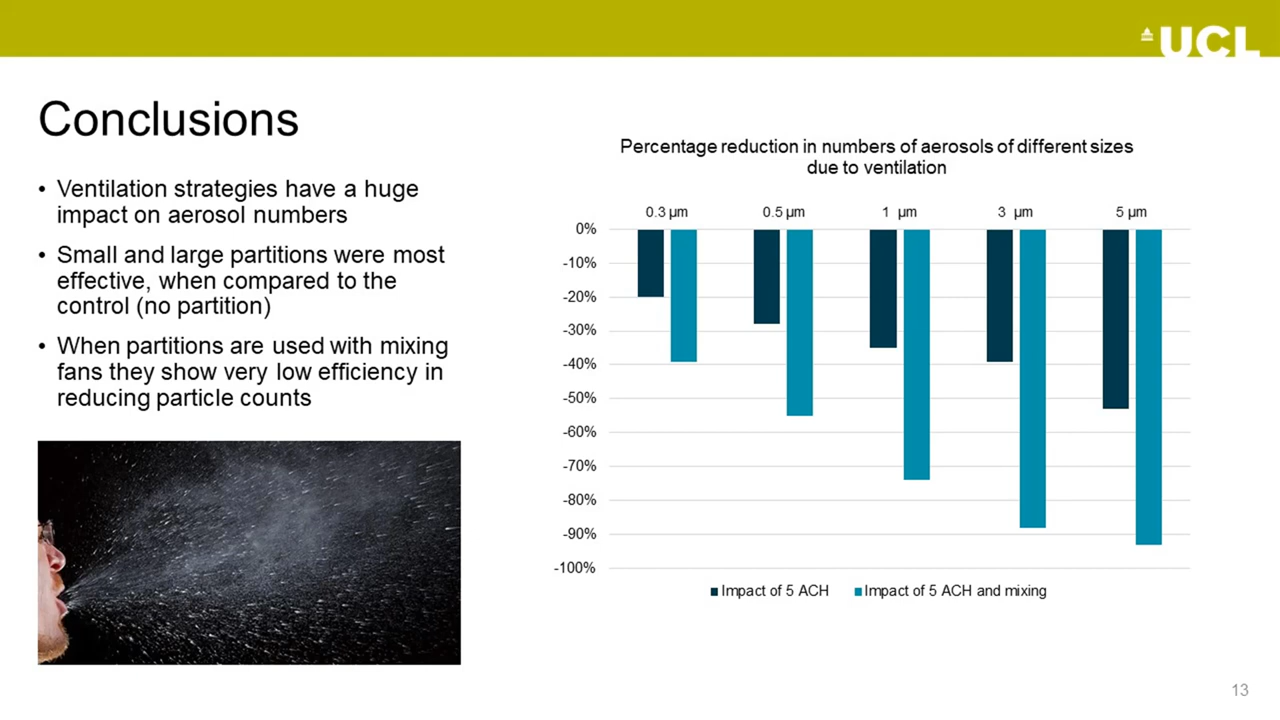 UCL
Conclusions
• Ventilation strategies have a huge
impact on aerosol numbers
• Small and large partitions were most
effective, when compared to the
control (no partition)
• When partitions are used with mixing
fans they show very low efficiency in
reducing particle counts
Percentage reduction in numbers of aerosols of different sizes
due to ventilation
0.3 µm 0.5 µm 1 µm 3 µm 5 µm
0%
-10%
-20%
-30%
-40%
-50%
-60%
-70%
-80%
-90%
-100%
Impact of 5 ACH Impact of 5 ACH and mixing
13